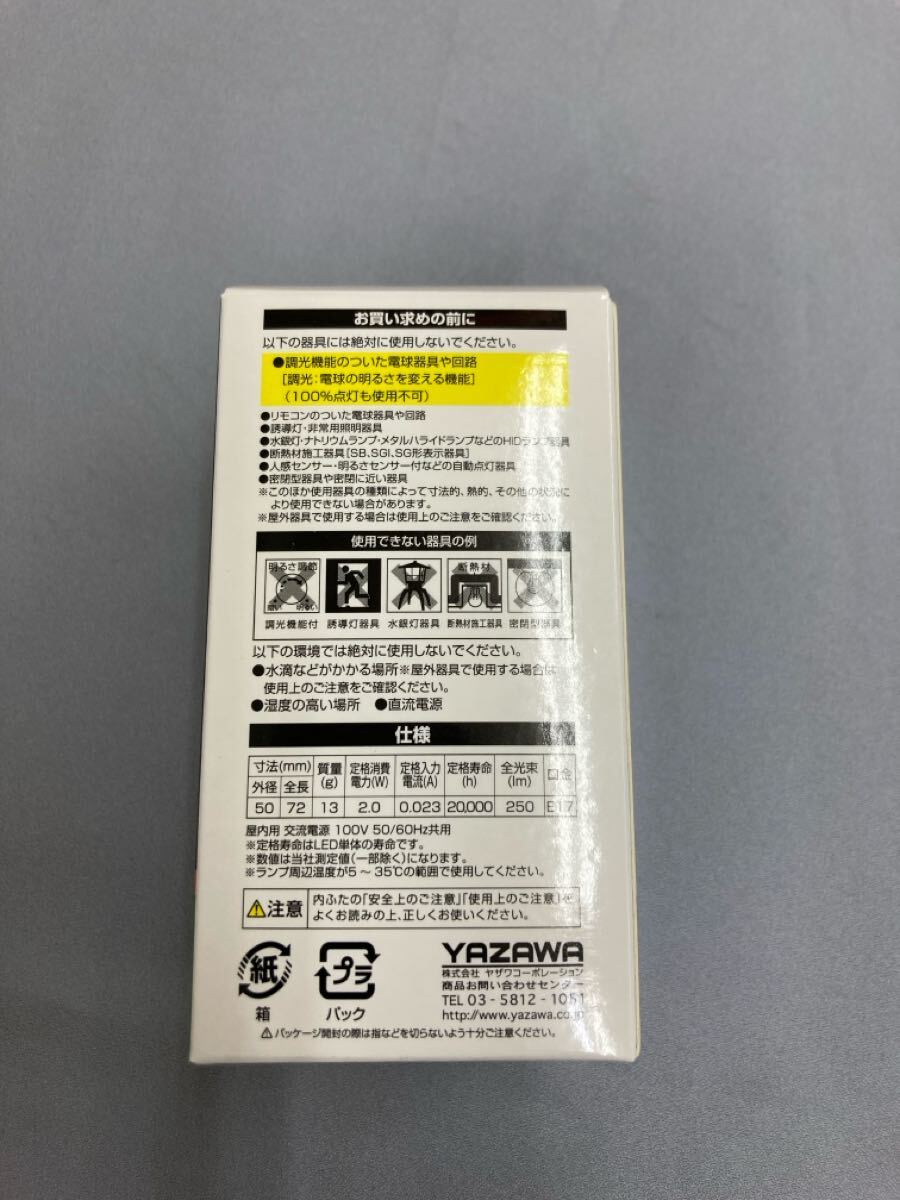 お買い求めの前に
以下の器具には絶対に使用しないでください。
●調光機能のついた電球器具や回路
[調光:電球の明るさを変える機能]
(100%点灯も使用不可)
●リモコンのついた電球器具や回路
●誘導灯・非常用照明器具
●水銀灯・ナトリウムランプ・メタルハライドランプなどのHIDランプ器具
●断熱材施工器具[SB、SGI、SG形表示器具]
●人感センサー・明るさセンサー付などの自動点灯器具
●密閉型器具や密閉に近い器具
※このほか使用器具の種類によって寸法的、熱的、その他の状況に
より使用できない場合があります。
※屋外器具で使用する場合は使用上のご注意をご確認ください。
使用できない器具の例
明るさ調節 断熱材
暗い 明るい
調光機能付 誘導灯器具 水銀灯器具 断熱材施工器具 密閉型器具
以下の環境では絶対に使用しないでください。
●水滴などがかかる場所※屋外器具で使用する場合は
使用上のご注意をご確認ください。
●湿度の高い場所 ●直流電源
仕様
寸法(mm) 質量(g) 定格消費電力(W) 定格入力電流(A) 定格寿命(h) 全光束(lm) 口金
外径 全長
50 72 13 2.0 0.023 20,000 250 E17
屋内用 交流電源 100V 50/60Hz共用
※定格寿命はLED単体の寿命です。
※数値は当社測定値(一部除く)になります。
※ランプ周辺温度が5～35℃の範囲で使用してください。
⚠注意 内ふたの「安全上のご注意」「使用上のご注意」を
よくお読みの上、正しくお使いください。
紙 プラ
箱 パック
YAZAWA
株式会社 ヤザワコーポレーション
商品お問い合わせセンター
TEL 03-5812-1051
http://www.yazawa.co.jp
⚠パッケージ開封の際は指などを切らないよう十分ご注意ください。